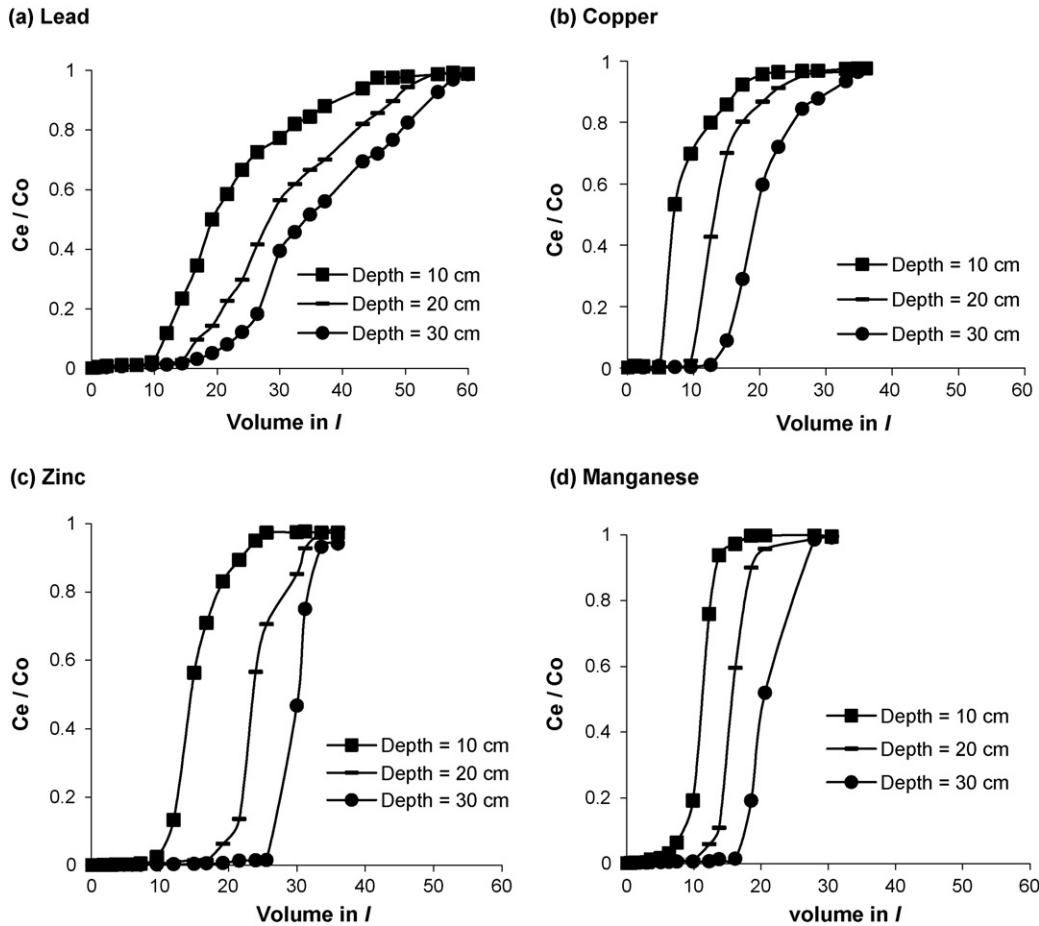 (a) Lead
Ce / Co
1
0.8
0.6
0.4
0.2
0
0 10 20 30 40 50 60
Volume in l
Depth = 10 cm
Depth = 20 cm
Depth = 30 cm
(b) Copper
Ce / Co
1
0.8
0.6
0.4
0.2
0
0 10 20 30 40 50 60
Volume in l
Depth = 10 cm
Depth = 20 cm
Depth = 30 cm
(c) Zinc
Ce / Co
1
0.8
0.6
0.4
0.2
0
0 10 20 30 40 50 60
Volume in l
Depth = 10 cm
Depth = 20 cm
Depth = 30 cm
(d) Manganese
Ce / Co
1
0.8
0.6
0.4
0.2
0
0 10 20 30 40 50 60
volume in l
Depth = 10 cm
Depth = 20 cm
Depth = 30 cm